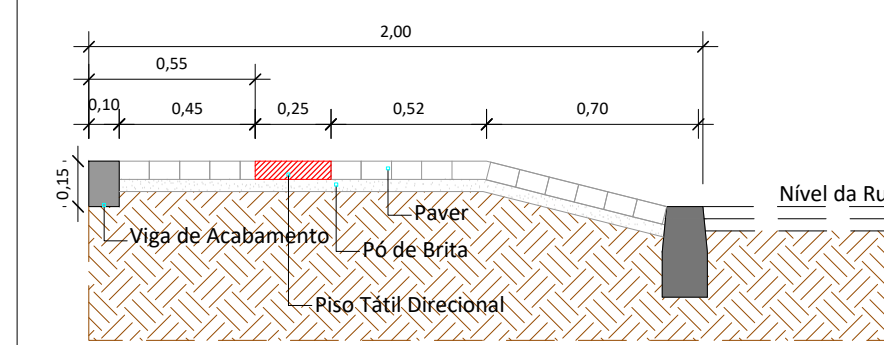 2,00
0,55
0,10
0,45
0,25
0,52
0,70
0,15
Nível da Ru
Paver
Viga de Acabamento
Pó de Brita
Piso Tátil Direcional